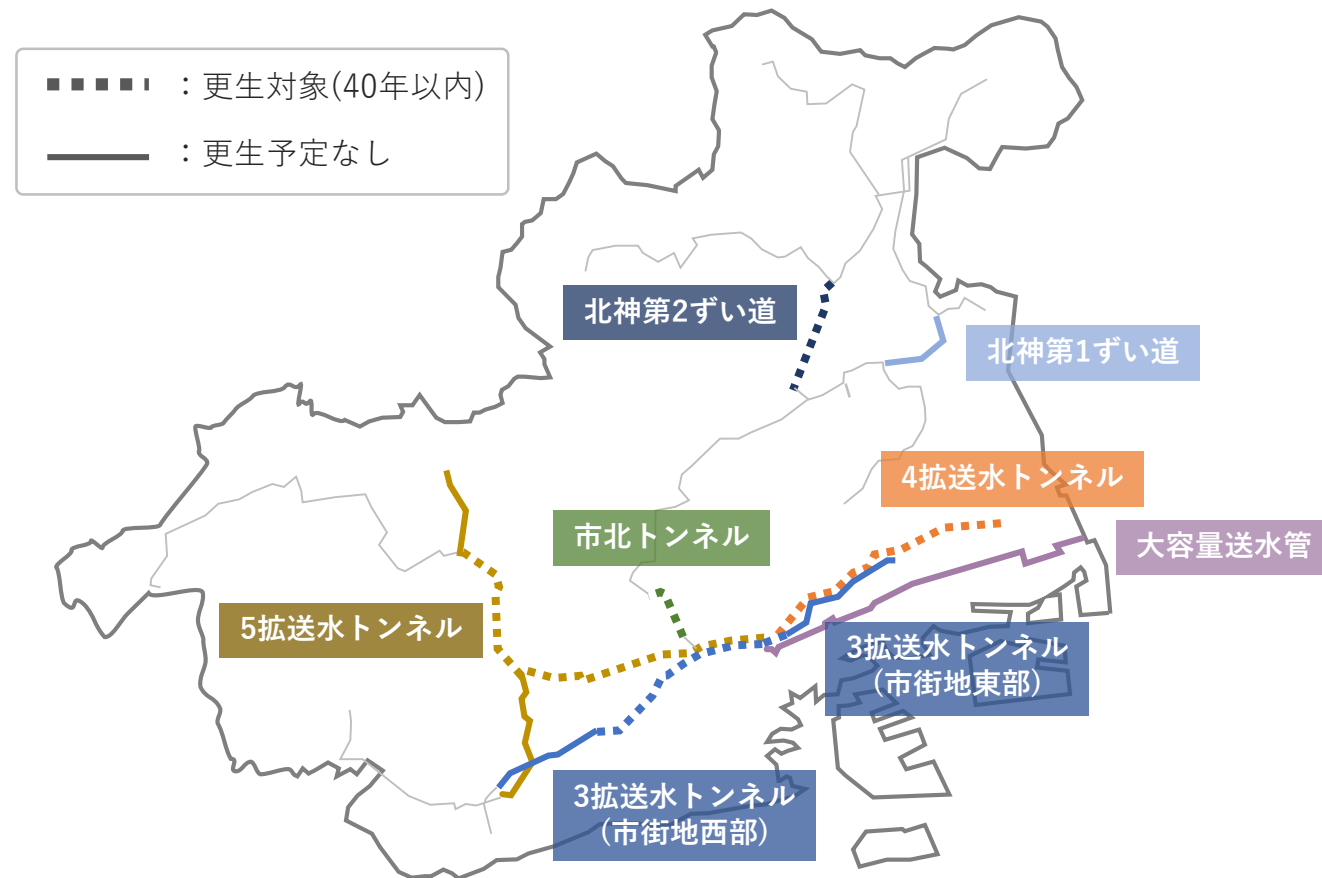 ：更生対象(40年以内)
：更生予定なし
北神第2ずい道
北神第1ずい道
4拡送水トンネル
市北トンネル
大容量送水管
5拡送水トンネル
3拡送水トンネル
(市街地東部)
3拡送水トンネル
(市街地西部)